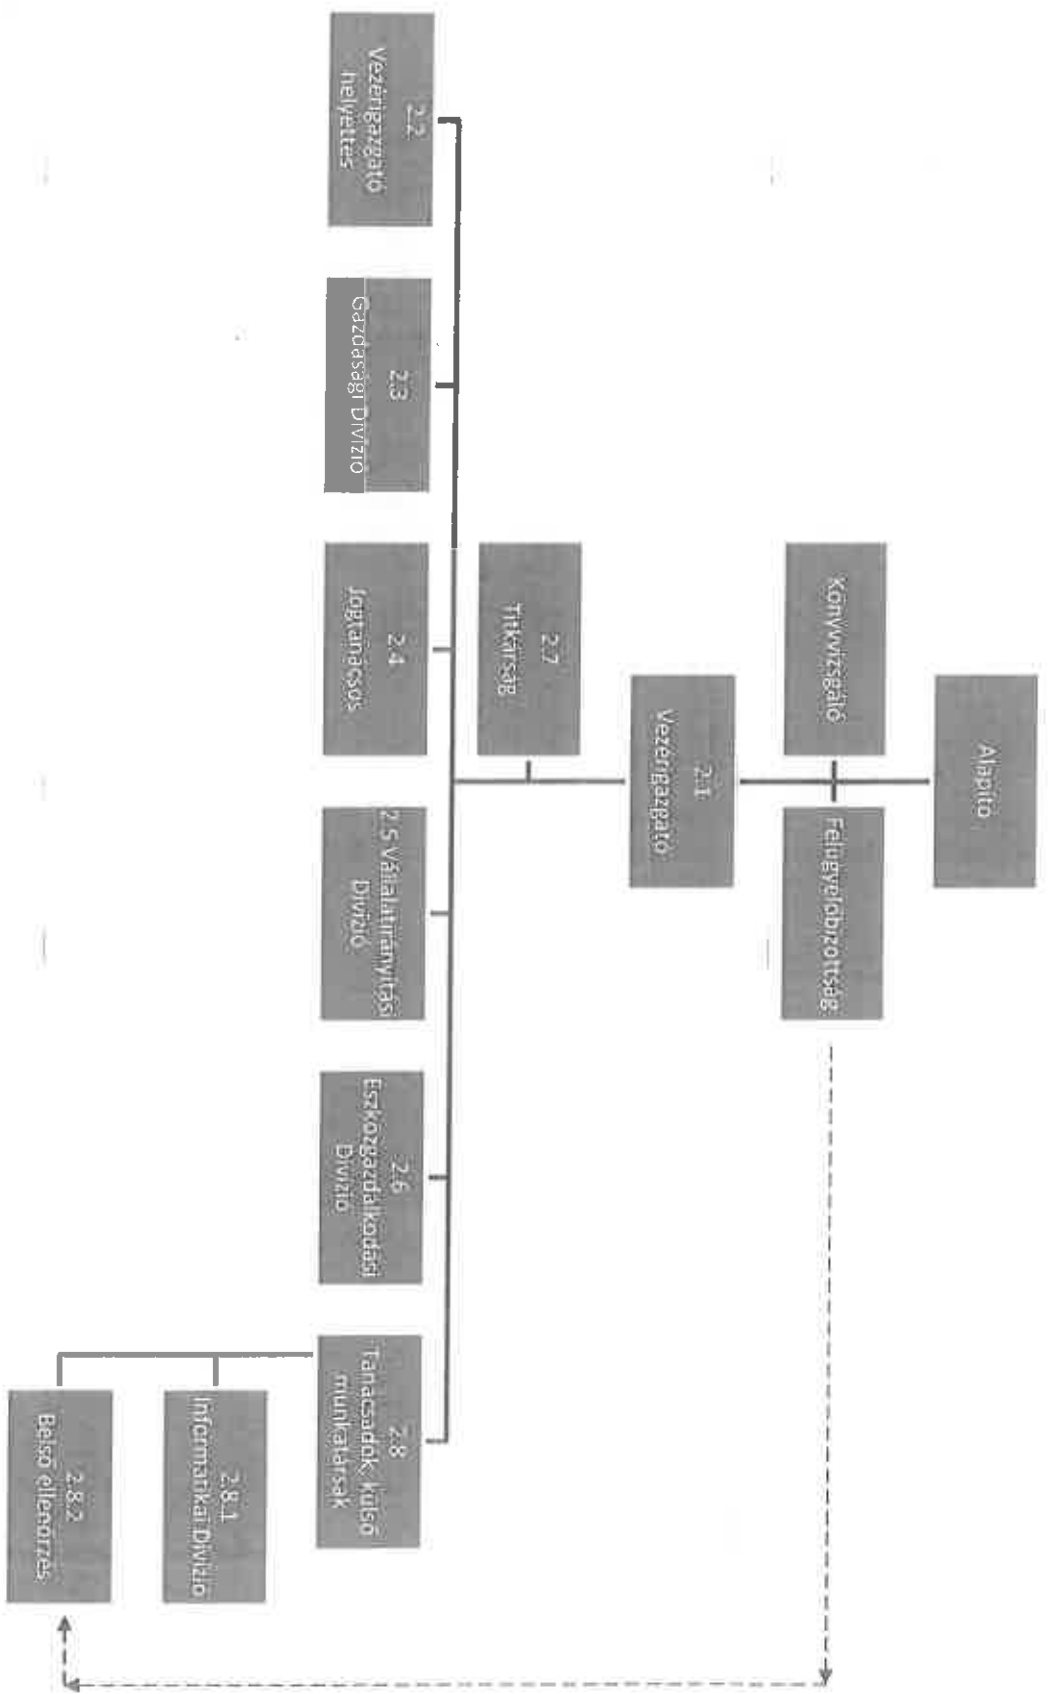 Alapító
Könyvvizsgáló
Felügyelőbizottság
2.1
Vezérigazgató
2.7
Titkárság
2.2
Vezérigazgató
helyettes
2.3
Gazdasági Divízió
2.4
Jogtanácsos
2.5 Vállalatirányítási
Divízió
2.6
Eszközgazdálkodási
Divízió
2.8
Tanácsadók, külső
munkatársak
2.8.1
Informatikai Divízió
2.8.2
Belső ellenőrzés